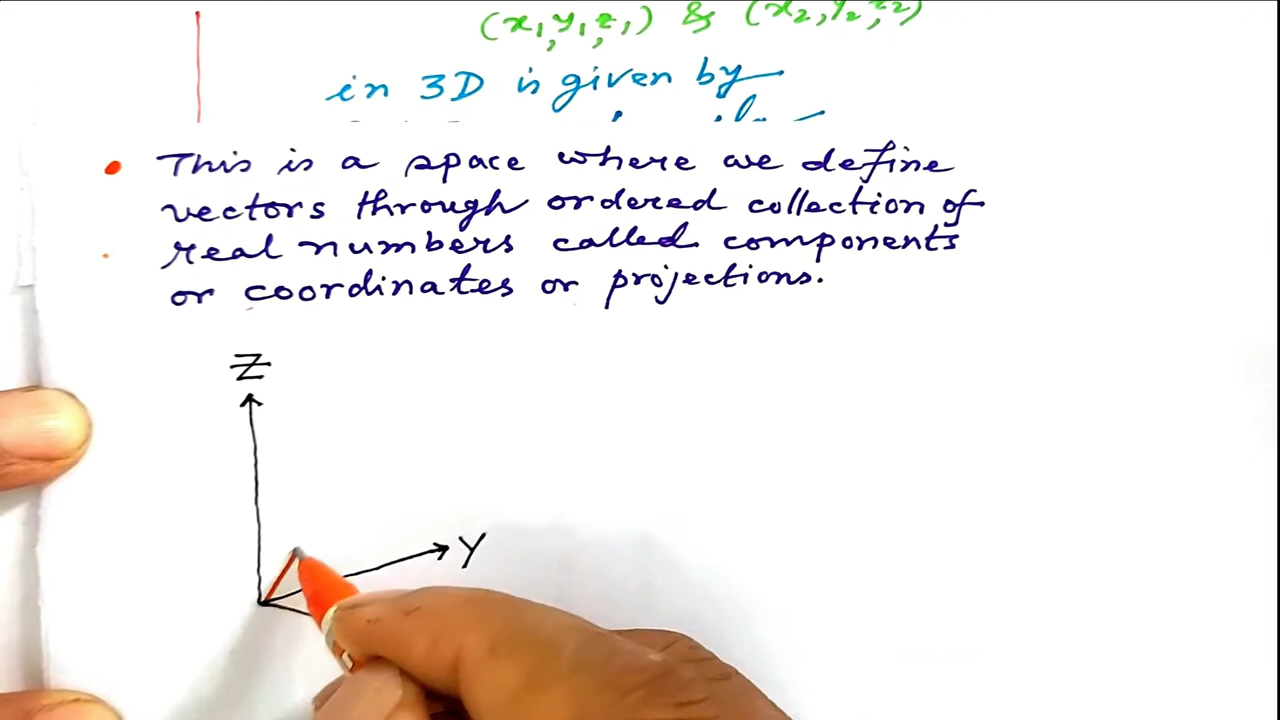 (x₁,y₁,z₁) & (x₂,y₂,z₂)
in 3D is given by
• This is a space where we define
vectors through ordered collection of
real numbers called components
or coordinates or projections.
Z
Y